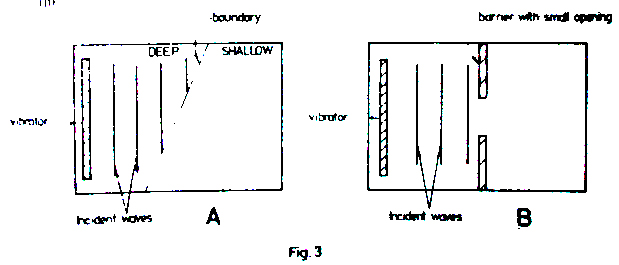 boundary
DEEP
SHALLOW
vibrator
Incident waves
A
barrier with small opening
vibrator
Incident waves
B
Fig. 3